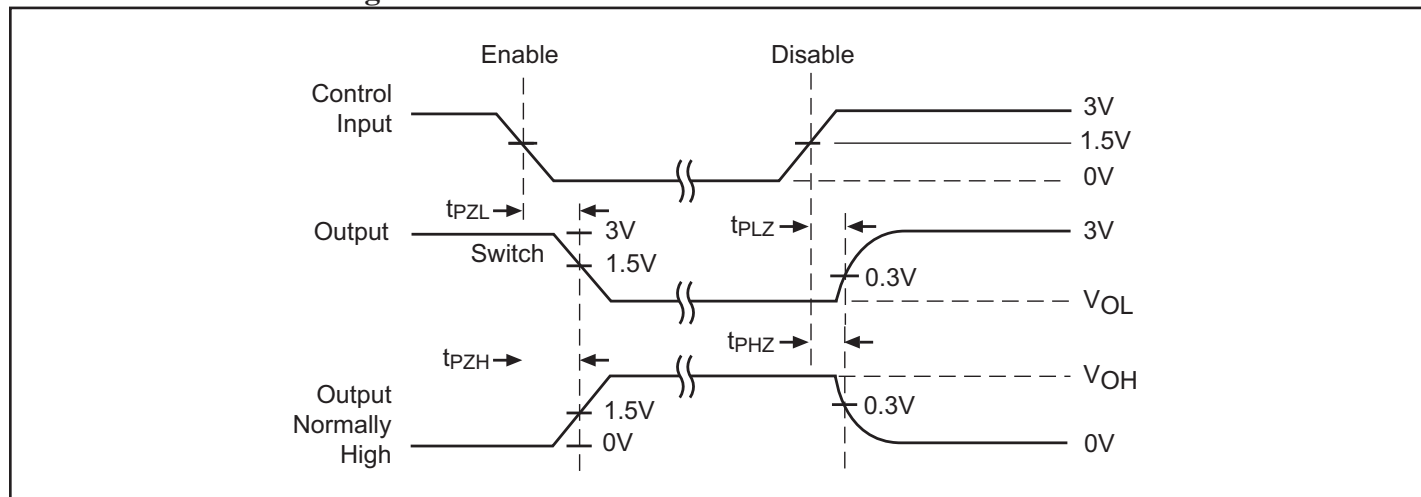 Enable
Disable
Control
Input
3V
1.5V
0V
tPZL
3V
Output
Switch
1.5V
tPLZ
3V
0.3V
VOL
tPHZ
tPZH
VOH
Output
Normally
High
1.5V
0V
0.3V
0V